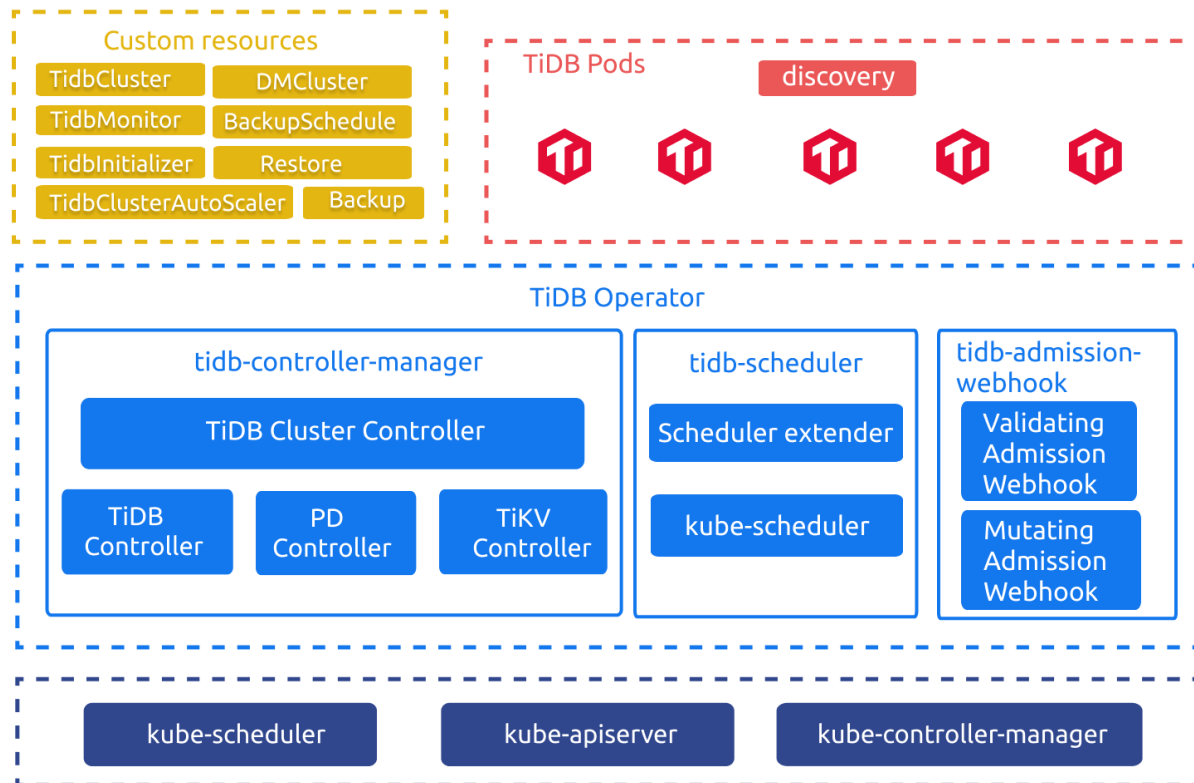 Custom resources
TidbCluster
DMCluster
TidbMonitor
BackupSchedule
TidbInitializer
Restore
TidbClusterAutoScaler
Backup
TiDB Pods
discovery
TiDB Operator
tidb-controller-manager
TiDB Cluster Controller
TiDB
Controller
PD
Controller
TiKV
Controller
tidb-scheduler
Scheduler extender
kube-scheduler
tidb-admission-
webhook
Validating
Admission
Webhook
Mutating
Admission
Webhook
kube-scheduler
kube-apiserver
kube-controller-manager